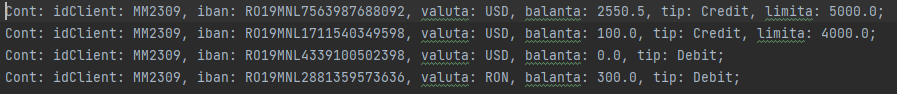 Cont: idClient: MM2309, iban: RO19MNL7563987688092, valuta: USD, balanta: 2550.5, tip: Credit, limita: 5000.0;
Cont: idClient: MM2309, iban: RO19MNL1711540349598, valuta: USD, balanta: 100.0, tip: Credit, limita: 4000.0;
Cont: idClient: MM2309, iban: RO19MNL4339100502398, valuta: USD, balanta: 0.0, tip: Debit;
Cont: idClient: MM2309, iban: RO19MNL2881359573636, valuta: RON, balanta: 300.0, tip: Debit;